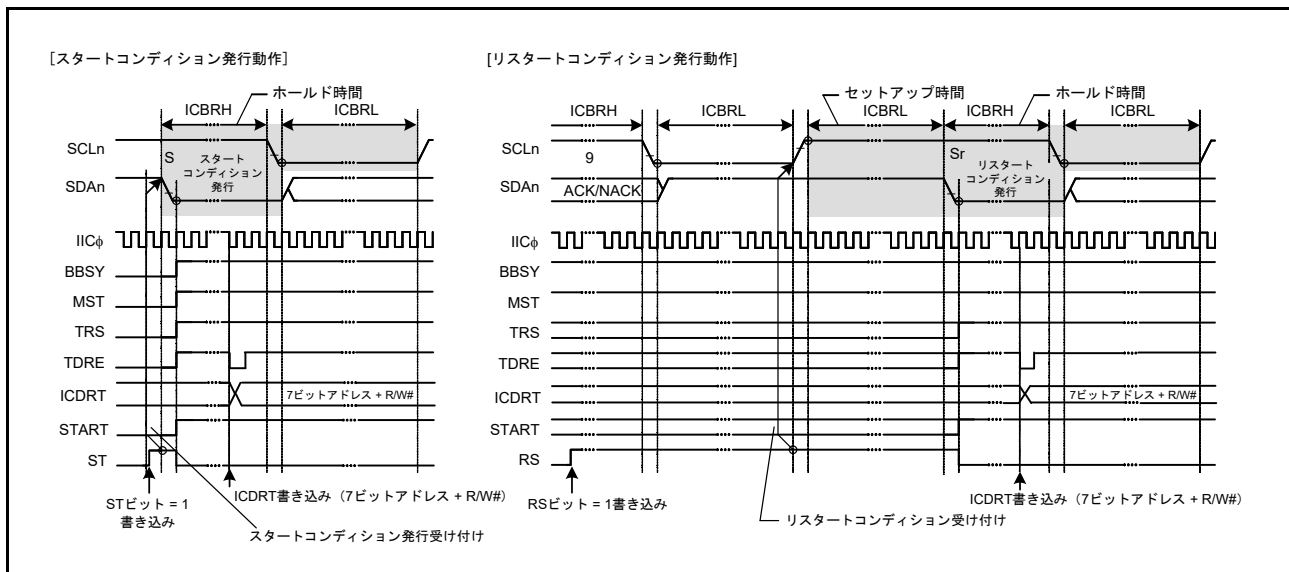 ［スタートコンディション発行動作］
ホールド時間
ICBRH
ICBRL
SCLn
S
スタート
コンディション
発行
SDAn
IICφ
BBSY
MST
TRS
TDRE
ICDRT
7ビットアドレス + R/W#
START
ST
STビット = 1
書き込み
ICDRT書き込み（7ビットアドレス + R/W#）
スタートコンディション発行受け付け
[リスタートコンディション発行動作]
セットアップ時間
ホールド時間
ICBRH
ICBRL
ICBRL
ICBRH
ICBRL
SCLn
9
Sr
リスタート
コンディション
発行
SDAn
ACK/NACK
IICφ
BBSY
MST
TRS
TDRE
ICDRT
7ビットアドレス + R/W#
START
RS
RSビット = 1書き込み
ICDRT書き込み（7ビットアドレス + R/W#）
リスタートコンディション受け付け